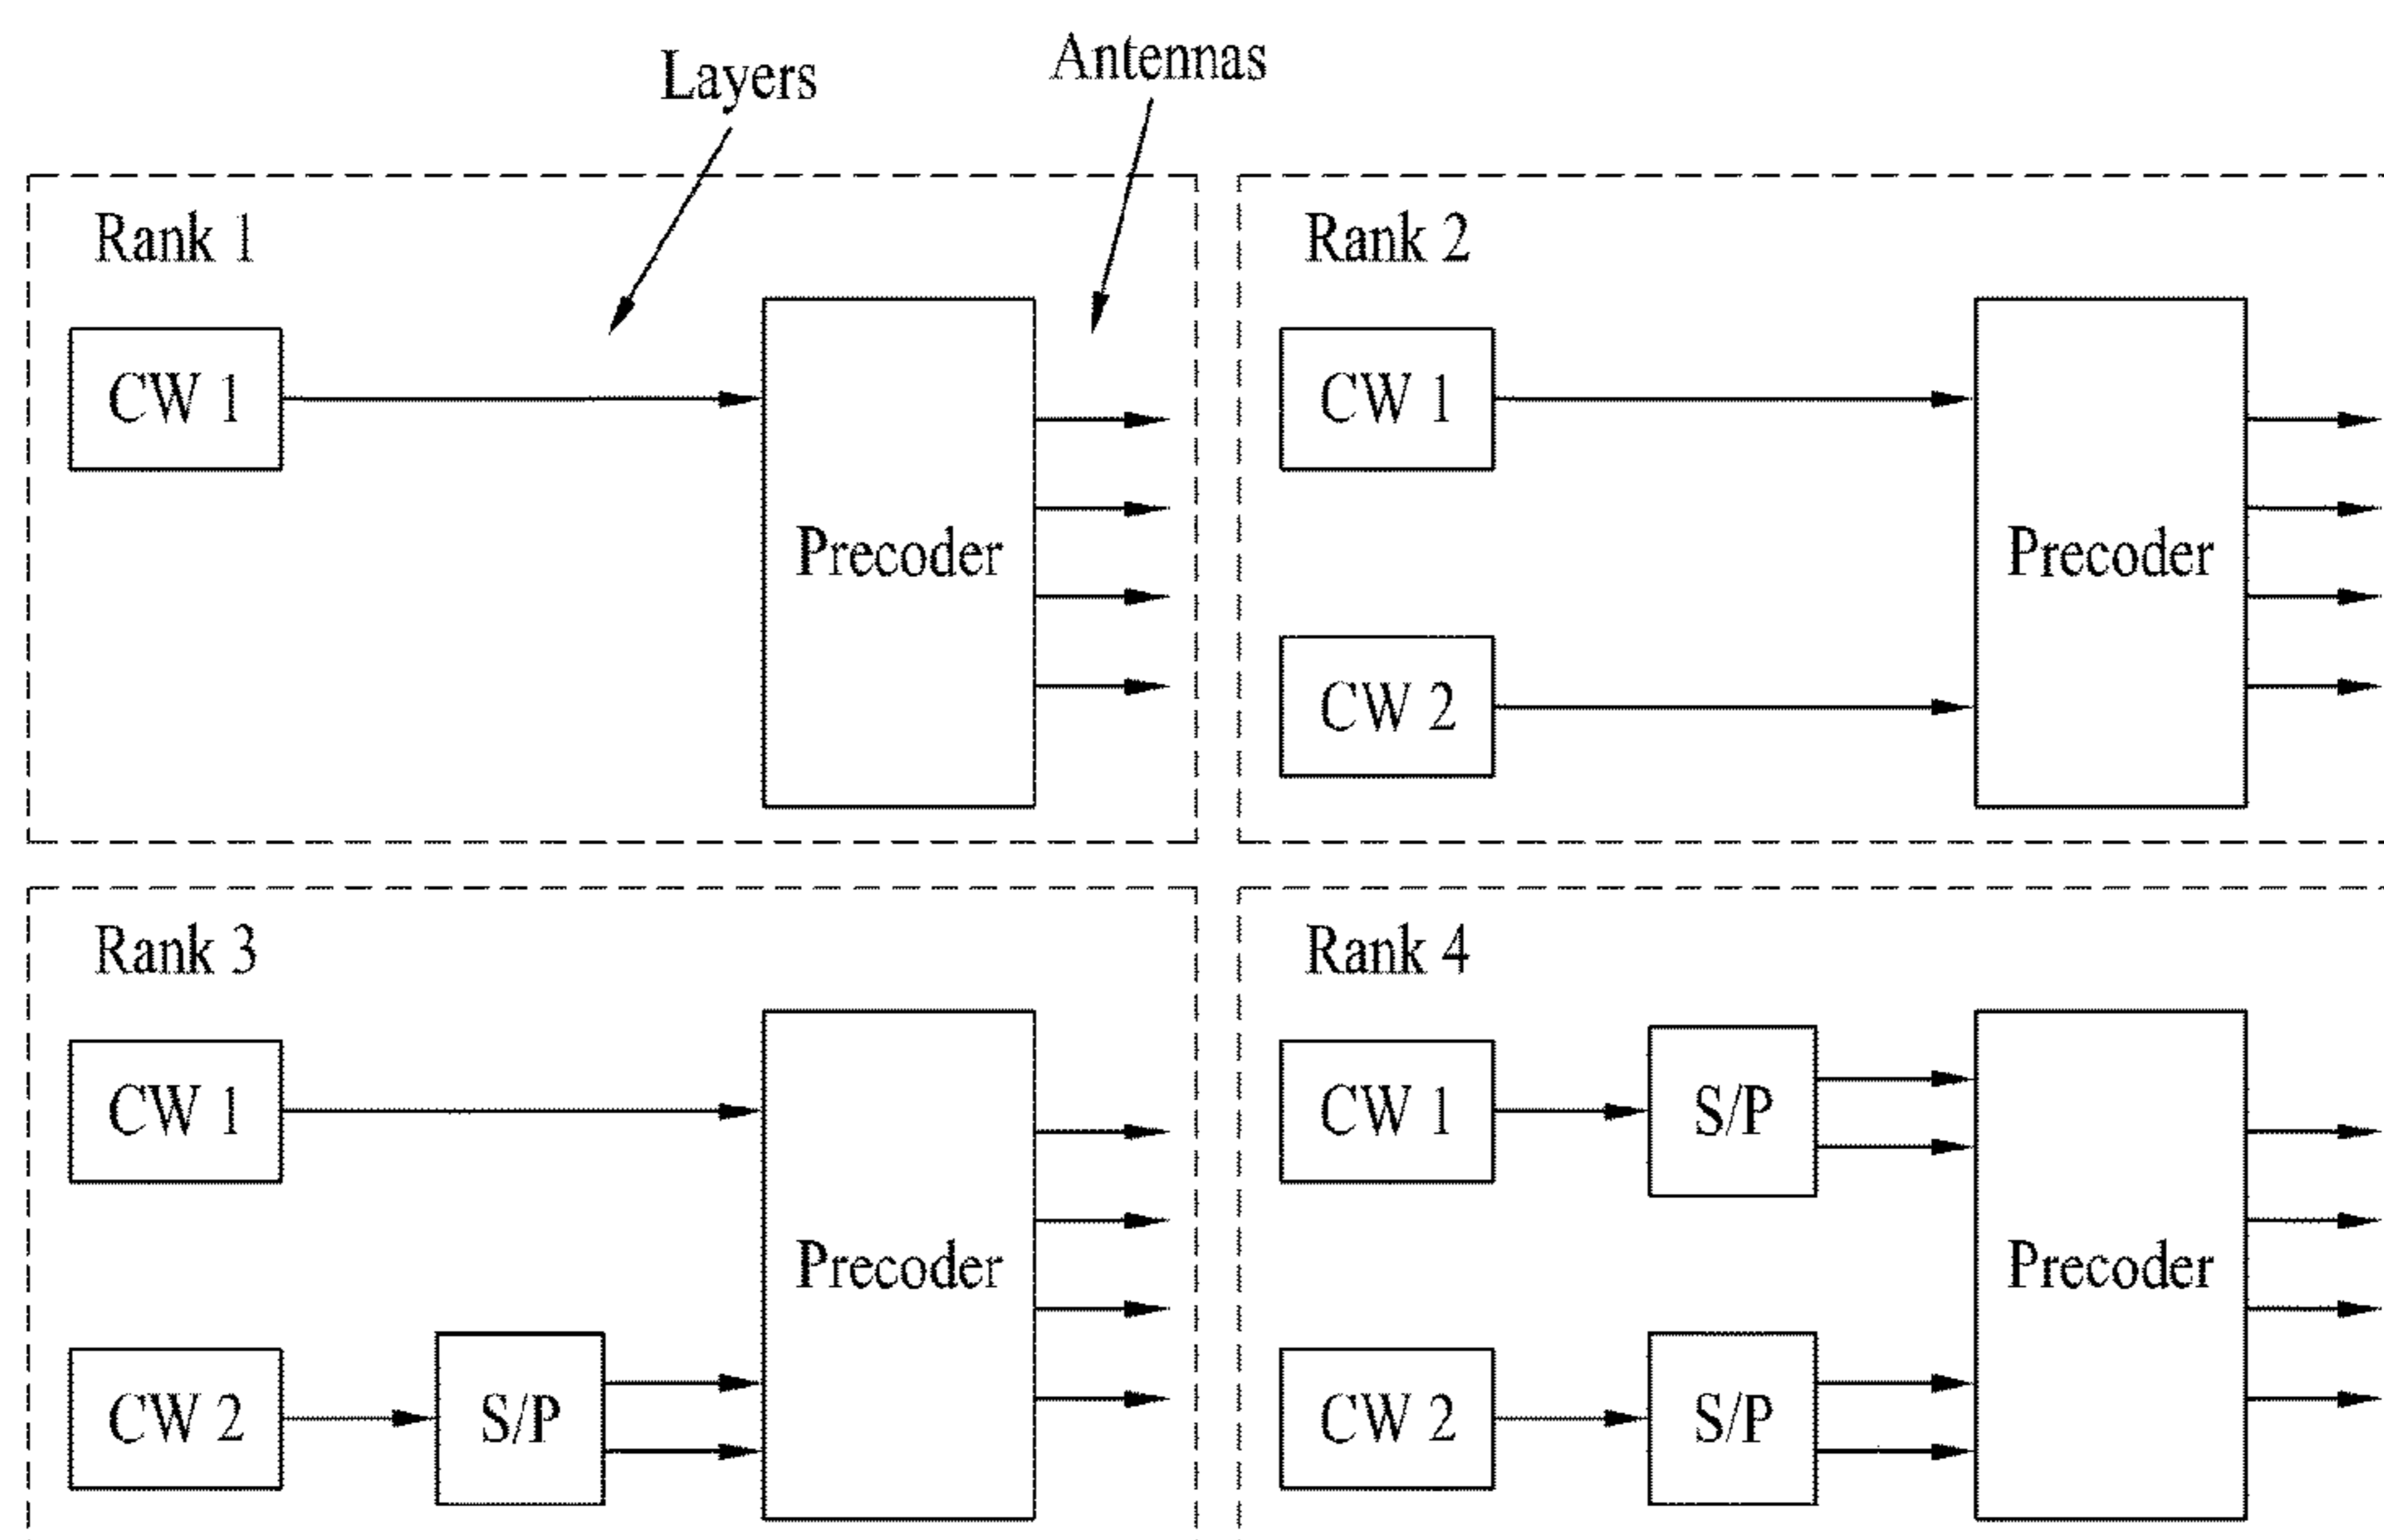 Layers
Antennas
Rank 1
CW 1
Precoder
Rank 2
CW 1
CW 2
Precoder
Rank 3
CW 1
CW 2
S/P
Precoder
Rank 4
CW 1
S/P
CW 2
S/P
Precoder